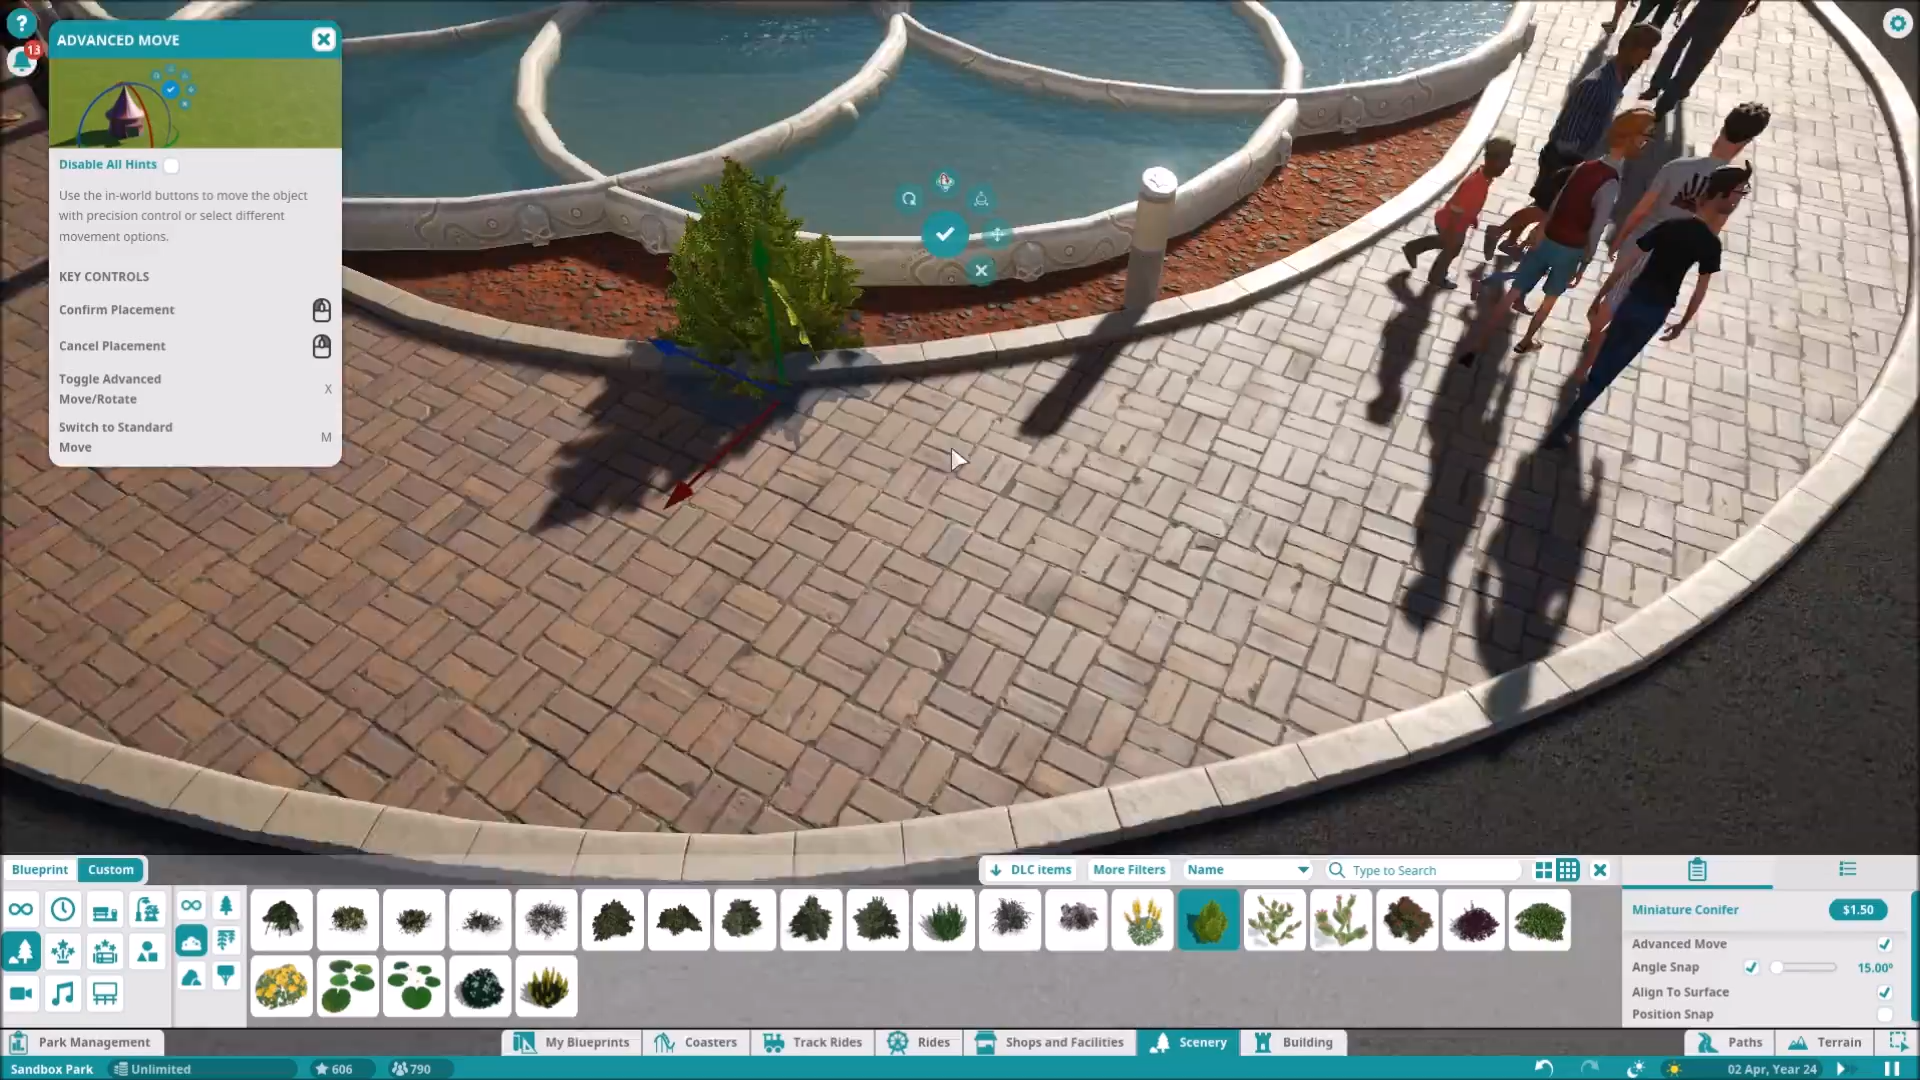 ?
13
ADVANCED MOVE
Disable All Hints
Use the in-world buttons to move the object
with precision control or select different
movement options.
KEY CONTROLS
Confirm Placement
Cancel Placement
Toggle Advanced
Move/Rotate
X
Switch to Standard
Move
M
Blueprint
Custom
DLC items
More Filters
Name
Type to Search
Miniature Conifer
$1.50
Advanced Move
Angle Snap
15.00°
Align To Surface
Position Snap
Park Management
My Blueprints
Coasters
Track Rides
Rides
Shops and Facilities
Scenery
Building
Paths
Terrain
Sandbox Park
Unlimited
606
790
02 Apr, Year 24